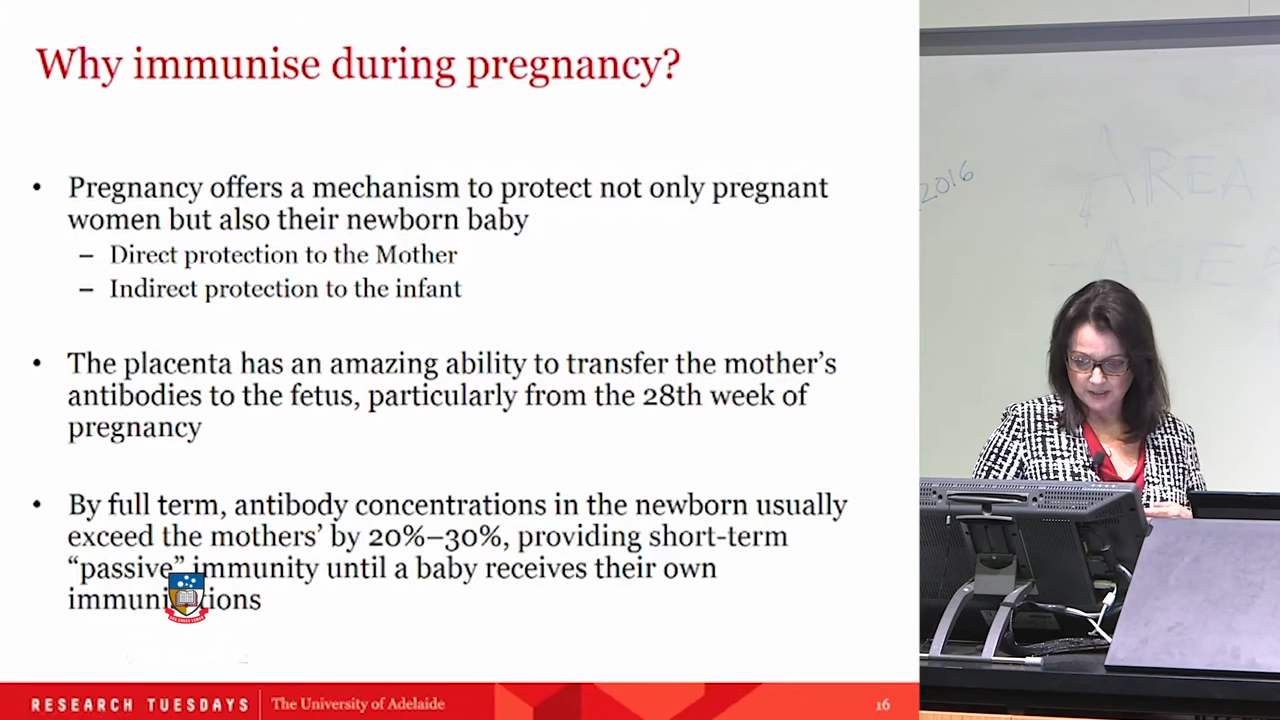 Why immunise during pregnancy?
• Pregnancy offers a mechanism to protect not only pregnant
women but also their newborn baby
– Direct protection to the Mother
– Indirect protection to the infant
• The placenta has an amazing ability to transfer the mother's
antibodies to the fetus, particularly from the 28th week of
pregnancy
• By full term, antibody concentrations in the newborn usually
exceed the mothers' by 20%–30%, providing short-term
“passive” immunity until a baby receives their own
immunisations
RESEARCH TUESDAYS
The University of Adelaide
16
2016
AREA